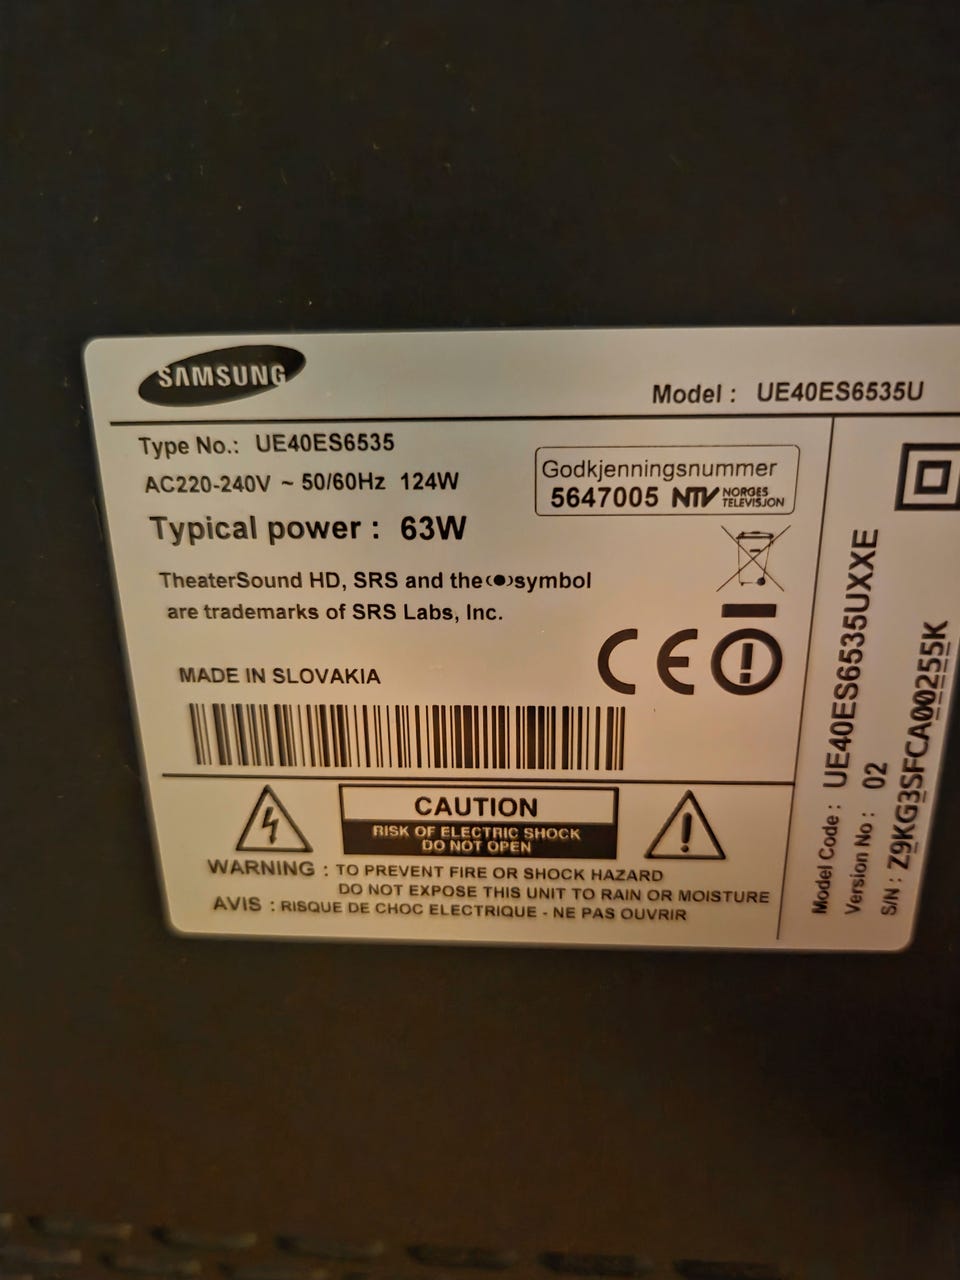 SAMSUNG
Model : UE40ES6535U
Type No.: UE40ES6535
AC220-240V ~ 50/60Hz 124W
Typical power : 63W
Godkjenningsnummer
5647005 NTV NORGES TELEVISJON
TheaterSound HD, SRS and the (●) symbol
are trademarks of SRS Labs, Inc.
MADE IN SLOVAKIA
CE
CAUTION
RISK OF ELECTRIC SHOCK
DO NOT OPEN
WARNING : TO PREVENT FIRE OR SHOCK HAZARD
DO NOT EXPOSE THIS UNIT TO RAIN OR MOISTURE
AVIS : RISQUE DE CHOC ELECTRIQUE - NE PAS OUVRIR
Model Code : UE40ES6535UXXE
Version No : 02
S/N : Z9KG3SFCA00255K